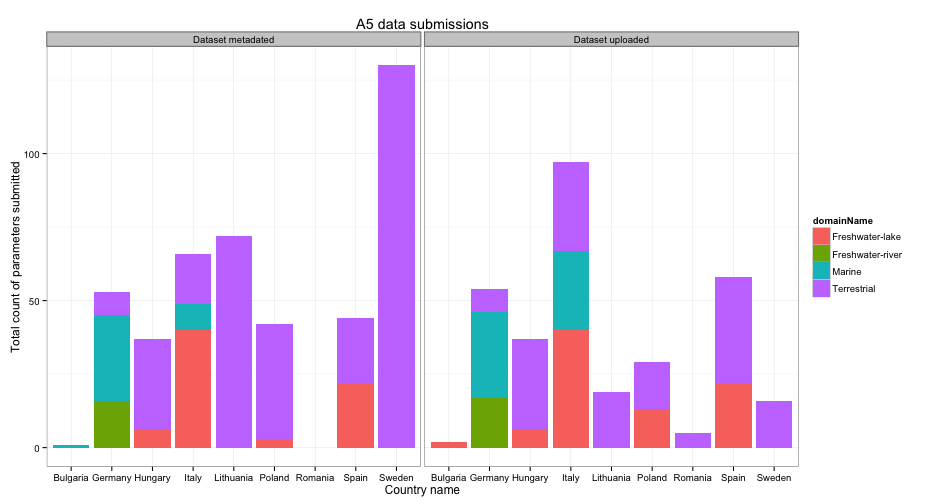 A5 data submissions
Dataset metadated
Dataset uploaded
Total count of parameters submitted
100
50
0
Bulgaria Germany Hungary Italy Lithuania Poland Romania Spain Sweden
Bulgaria Germany Hungary Italy Lithuania Poland Romania Spain Sweden
Country name
domainName
Freshwater-lake
Freshwater-river
Marine
Terrestrial